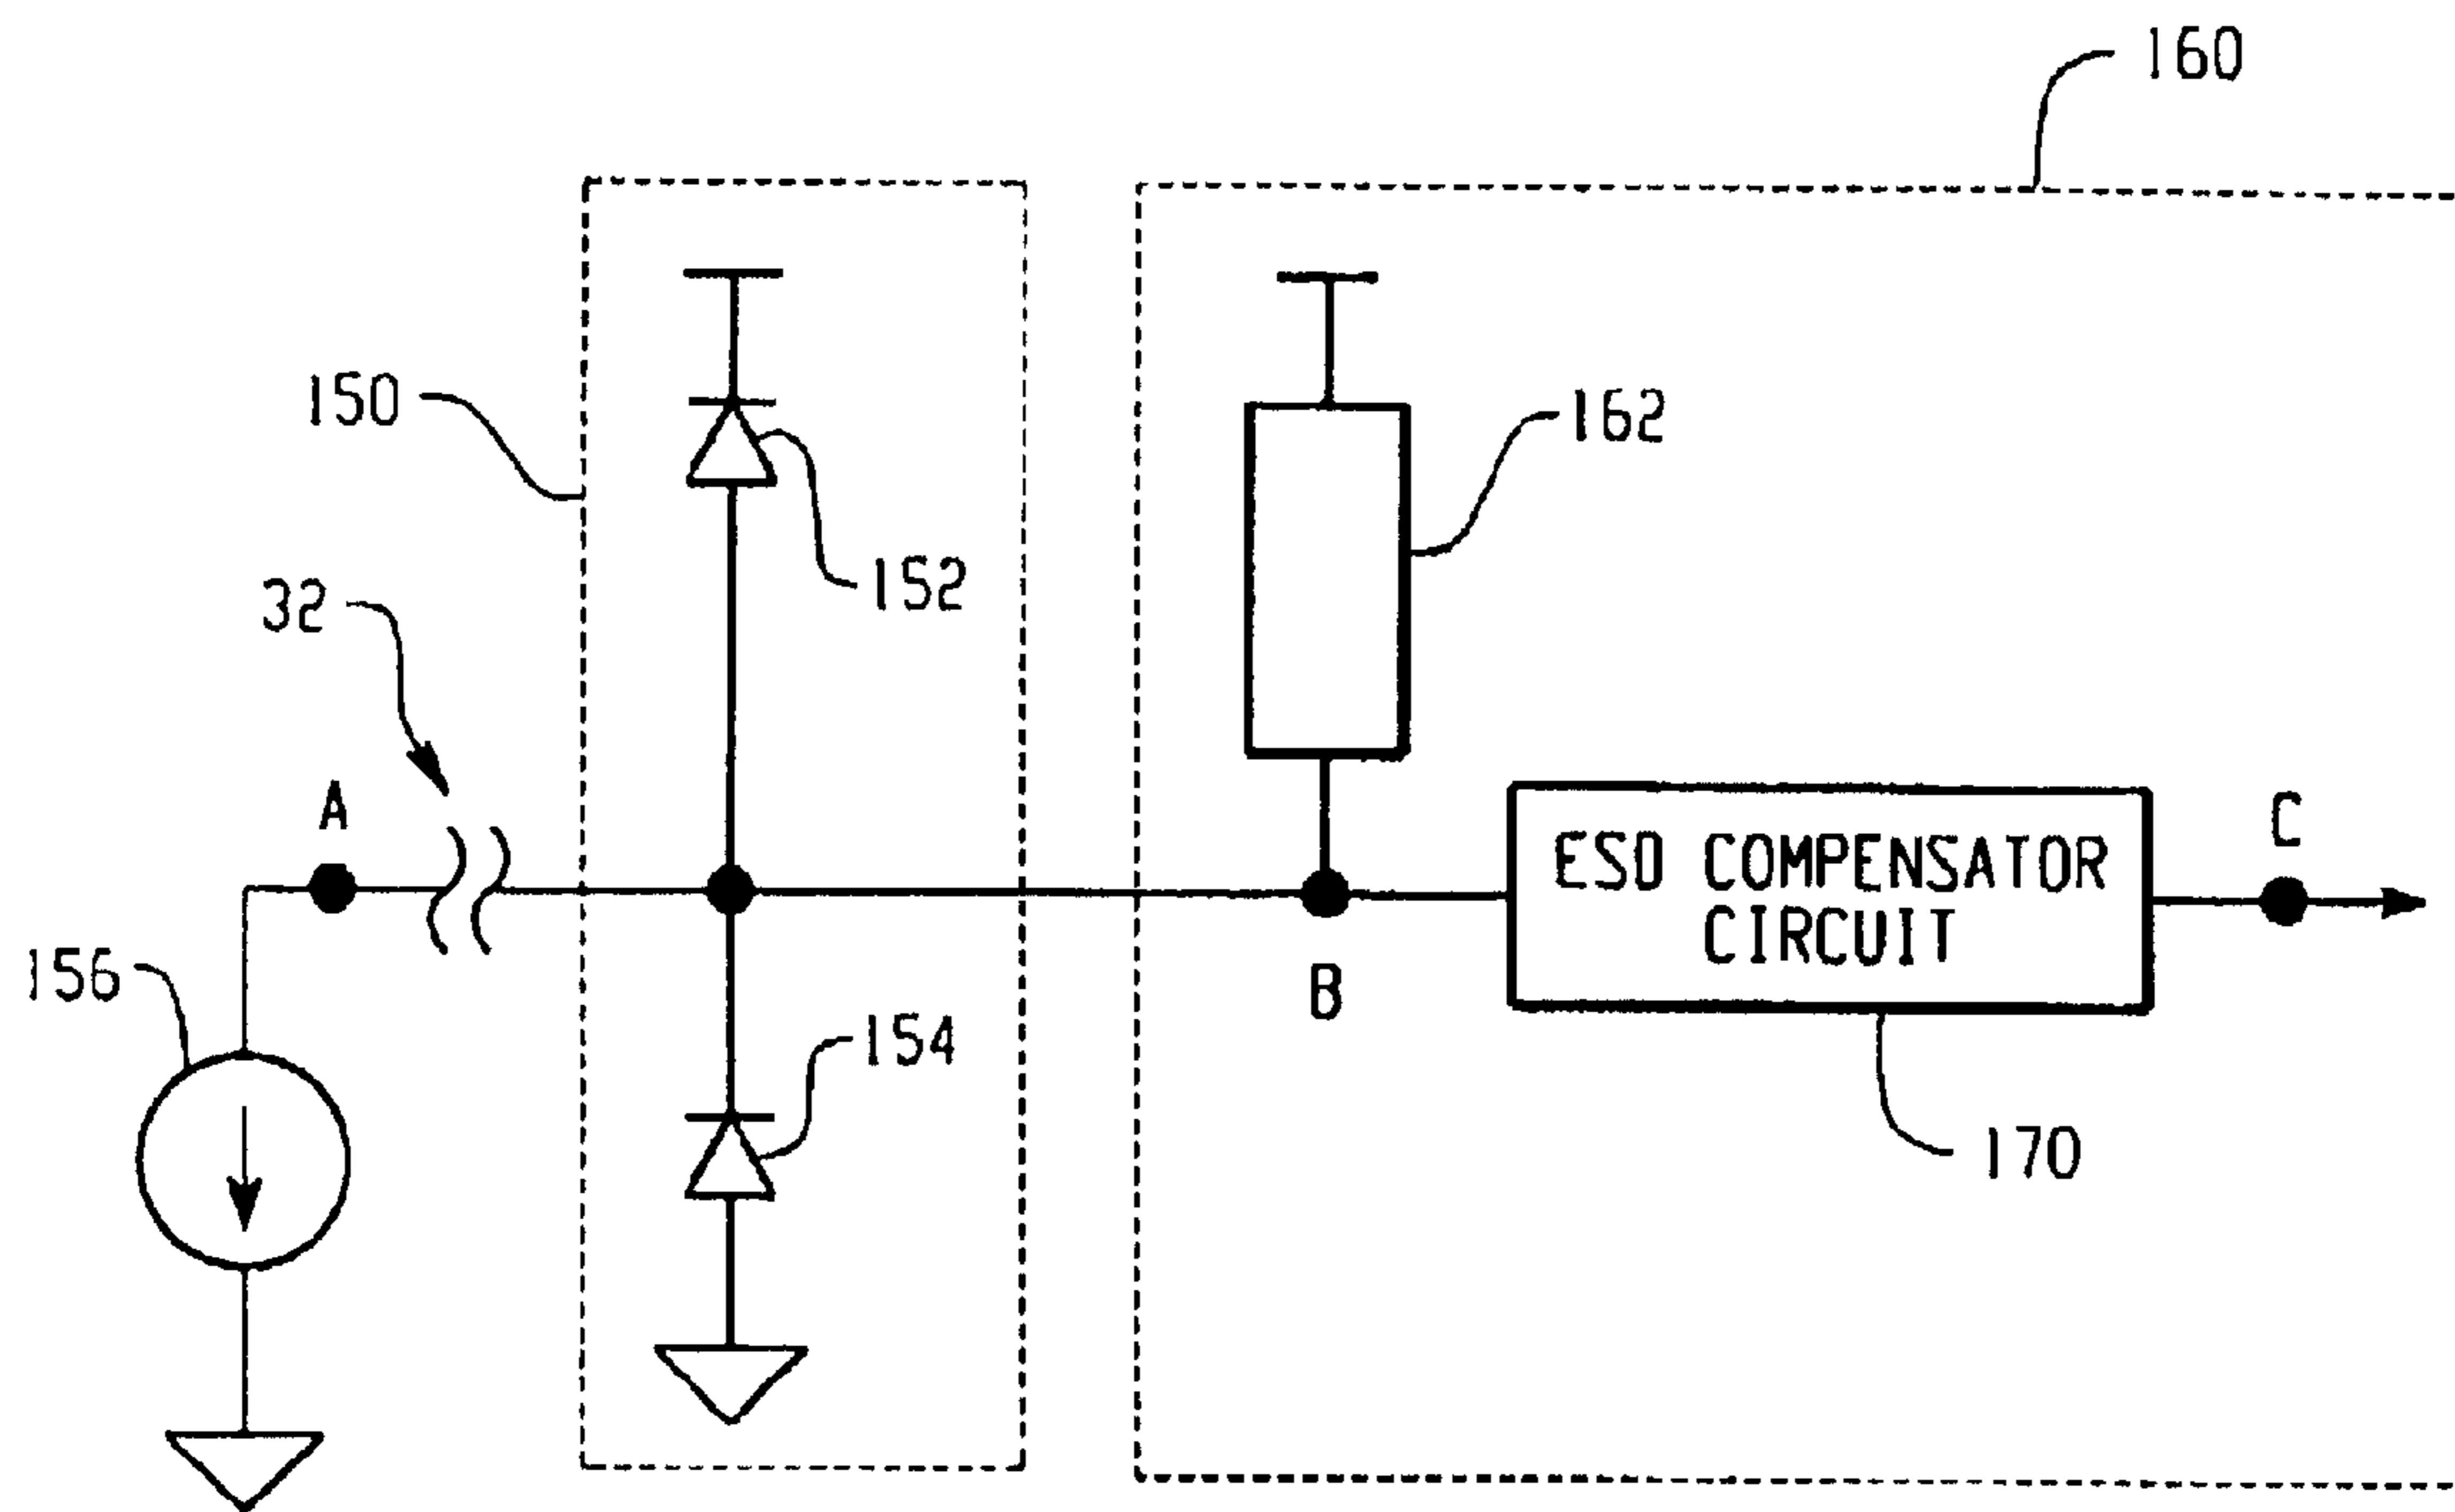 160
150
162
152
32
A
C
ESD COMPENSATOR
CIRCUIT
156
B
154
170